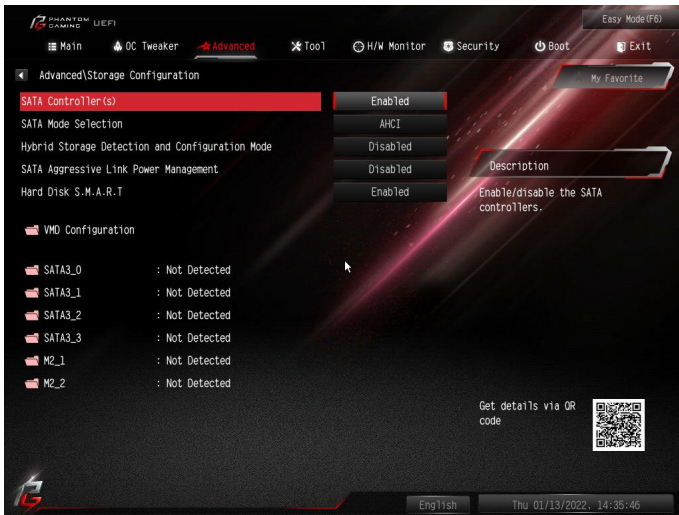 PHANTOM GAMING UEFI
Easy Mode(F6)
Main OC Tweaker Advanced Tool H/W Monitor Security Boot Exit
Advanced\Storage Configuration
My Favorite
SATA Controller(s) Enabled
SATA Mode Selection AHCI
Hybrid Storage Detection and Configuration Mode Disabled
SATA Aggressive Link Power Management Disabled
Hard Disk S.M.A.R.T Enabled
Description
Enable/disable the SATA
controllers.
VMD Configuration
SATA3_0 : Not Detected
SATA3_1 : Not Detected
SATA3_2 : Not Detected
SATA3_3 : Not Detected
M2_1 : Not Detected
M2_2 : Not Detected
Get details via QR
code
English
Thu 01/13/2022, 14:35:46